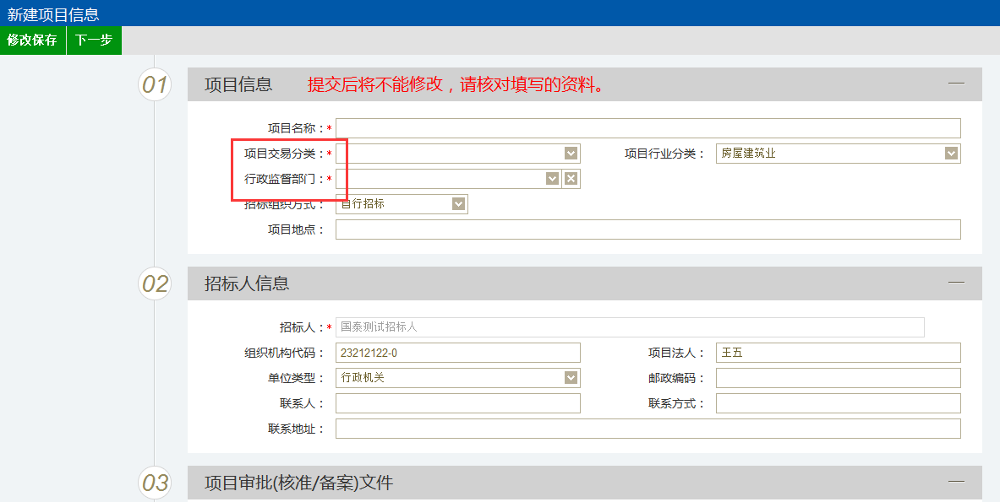 新建项目信息
修改保存 下一步
01 项目信息 提交后将不能修改，请核对填写的资料。
项目名称：*
项目交易分类：* 项目行业分类： 房屋建筑业
行政监督部门：*
招标组织方式： 自行招标
项目地点：
02 招标人信息
招标人：* 国泰测试招标人
组织机构代码： 23212122-0 项目法人： 王五
单位类型： 行政机关 邮政编码：
联系人： 联系方式：
联系地址：
03 项目审批(核准/备案)文件